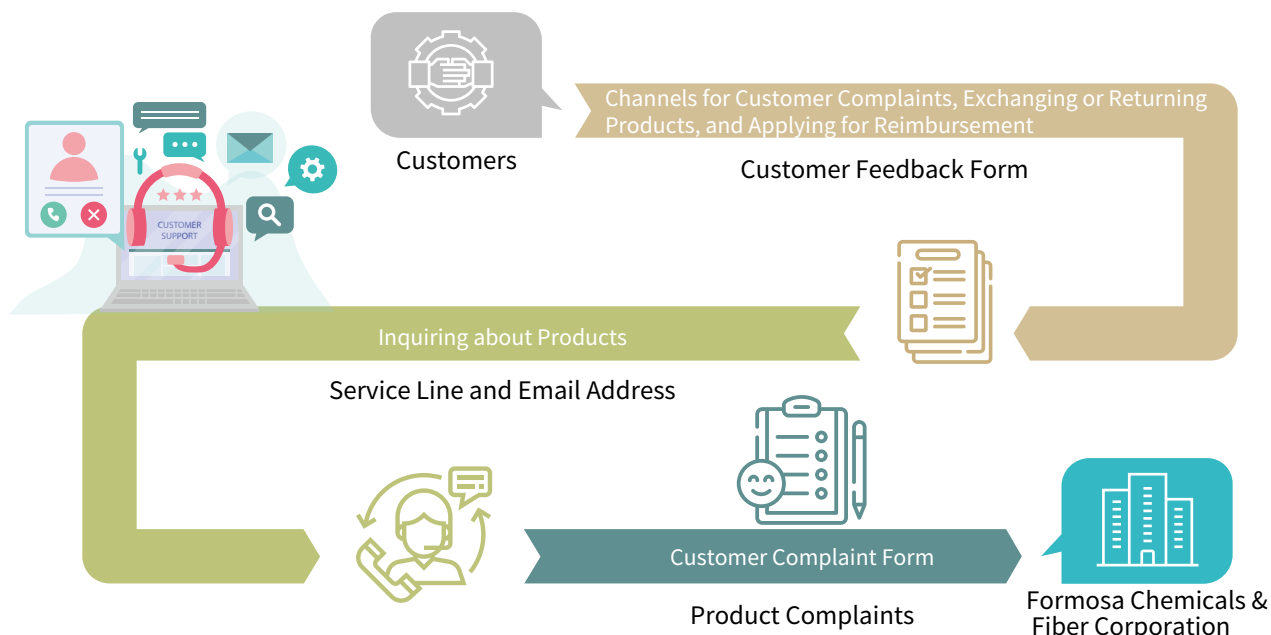 Customers
Channels for Customer Complaints, Exchanging or Returning
Products, and Applying for Reimbursement
Customer Feedback Form
CUSTOMER
SUPPORT
Inquiring about Products
Service Line and Email Address
Customer Complaint Form
Product Complaints
Formosa Chemicals &
Fiber Corporation